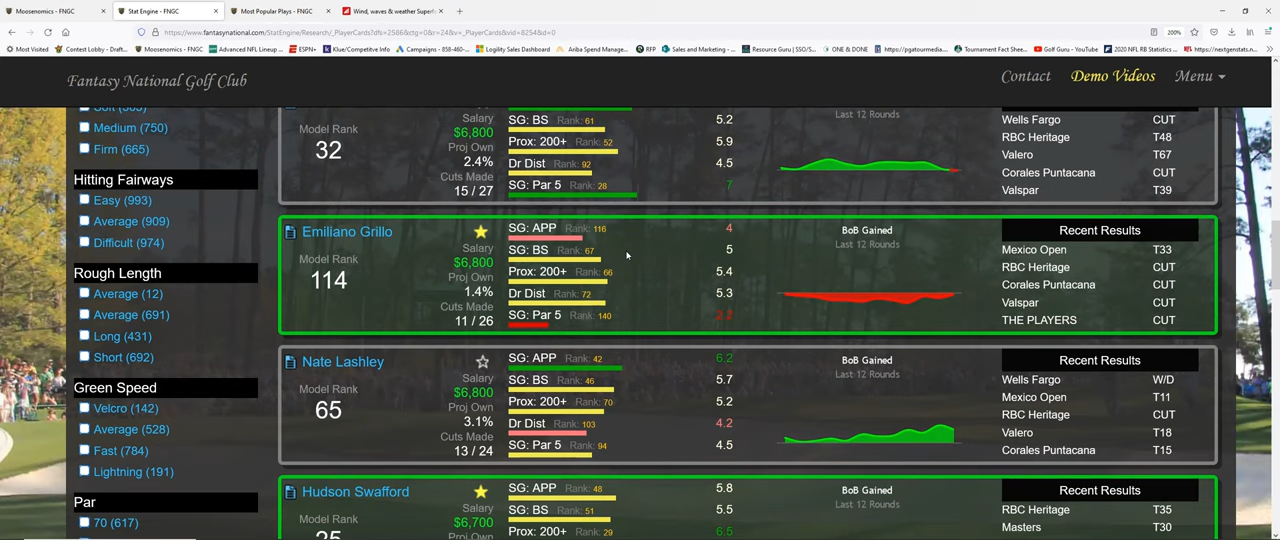 Moosenomics - FNGC
Stat Engine - FNGC
Most Popular Plays - FNGC
Wind, waves & weather Superf
https://www.fantasynational.com/StatEngine/Research/_PlayerCards?dfs=2586&ctg=0&r=24&v=_PlayerCards&vid=8254&d=0
200%
Most Visited
Contest Lobby - Draft...
Moosenomics - FNGC
Advanced NFL Lineup ...
ESPN+
Klue/Competitive Info
Campaigns - 858-460-...
Logility Sales Dashboard
Ariba Spend Manage...
RFP
Sales and Marketing - ...
Resource Guru | SSO/S...
ONE & DONE
https://pgatourmedia....
Tournament Fact Shee...
Golf Guru - YouTube
2020 NFL RB Statistics ...
https://nextgenstats.n...
Fantasy National Golf Club
Contact
Demo Videos
Menu
Medium (750)
Firm (665)
Hitting Fairways
Easy (993)
Average (909)
Difficult (974)
Rough Length
Average (12)
Average (691)
Long (431)
Short (692)
Green Speed
Velcro (142)
Average (528)
Fast (784)
Lightning (191)
Par
70 (617)
Model Rank
32
Salary
$6,800
Proj Own
2.4%
Cuts Made
15 / 27
SG: BS Rank: 61 5.2
Prox: 200+ Rank: 52 5.9
Dr Dist Rank: 92 4.5
SG: Par 5 Rank: 28 7
Last 12 Rounds
Wells Fargo CUT
RBC Heritage T48
Valero T67
Corales Puntacana CUT
Valspar T39
Emiliano Grillo
Model Rank
114
Salary
$6,800
Proj Own
1.4%
Cuts Made
11 / 26
SG: APP Rank: 116 4
SG: BS Rank: 67 5
Prox: 200+ Rank: 66 5.4
Dr Dist Rank: 72 5.3
SG: Par 5 Rank: 140 2.2
BoB Gained
Last 12 Rounds
Recent Results
Mexico Open T33
RBC Heritage CUT
Corales Puntacana CUT
Valspar CUT
THE PLAYERS CUT
Nate Lashley
Model Rank
65
Salary
$6,800
Proj Own
3.1%
Cuts Made
13 / 24
SG: APP Rank: 42 6.2
SG: BS Rank: 46 5.7
Prox: 200+ Rank: 70 5.2
Dr Dist Rank: 103 4.2
SG: Par 5 Rank: 94 4.5
BoB Gained
Last 12 Rounds
Recent Results
Wells Fargo W/D
Mexico Open T11
RBC Heritage CUT
Valero T18
Corales Puntacana T15
Hudson Swafford
Model Rank
25
Salary
$6,700
Proj Own
SG: APP Rank: 48 5.8
SG: BS Rank: 51 5.5
Prox: 200+ Rank: 29 6.5
BoB Gained
Last 12 Rounds
Recent Results
RBC Heritage T35
Masters T30